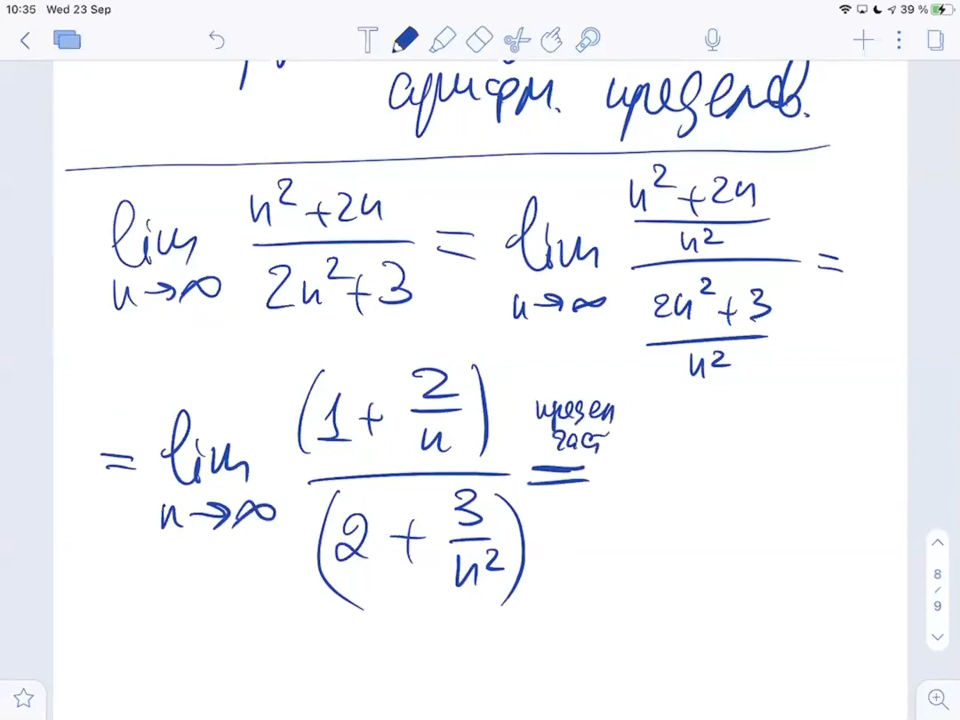 10:35 Wed 23 Sep
39 %
T
арифм. пределов.
lim n→∞ (n² + 2n)/(2n² + 3) = lim n→∞ ((n² + 2n)/n²)/((2n² + 3)/n²) =
= lim n→∞ (1 + 2/n)/(2 + 3/n²) предел част =
8
/
9